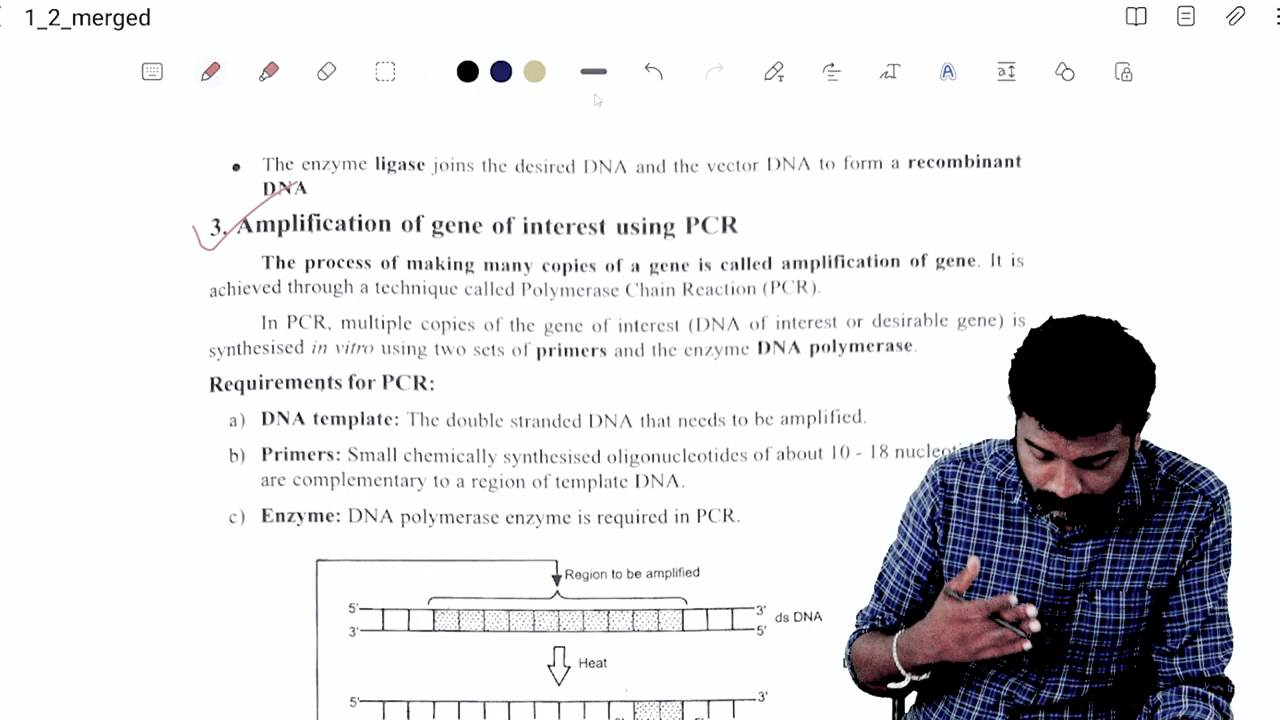 1_2_merged
• The enzyme ligase joins the desired DNA and the vector DNA to form a recombinant
DNA
3. Amplification of gene of interest using PCR
The process of making many copies of a gene is called amplification of gene. It is
achieved through a technique called Polymerase Chain Reaction (PCR).
In PCR, multiple copies of the gene of interest (DNA of interest or desirable gene) is
synthesised in vitro using two sets of primers and the enzyme DNA polymerase.
Requirements for PCR:
a) DNA template: The double stranded DNA that needs to be amplified.
b) Primers: Small chemically synthesised oligonucleotides of about 10 - 18
are complementary to a region of template DNA.
c) Enzyme: DNA polymerase enzyme is required in PCR.
Region to be amplified
5' 3'
ds DNA
3' 5'
Heat
5' 3'